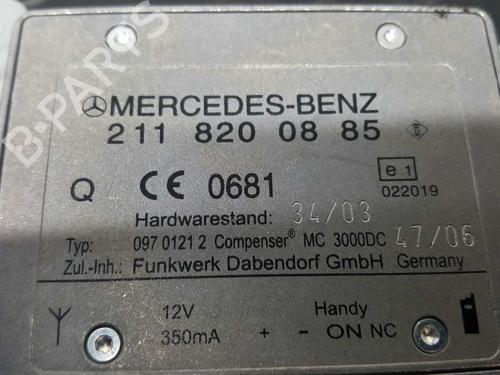 B-PARTS
MERCEDES-BENZ
211 820 08 85
Q CE 0681 e1
022019
Hardwarestand: 34/03
Typ: 097 0121 2 Compenser® MC 3000DC 47/06
Zul.-Inh.: Funkwerk Dabendorf GmbH Germany
12V Handy
350mA + - ON NC